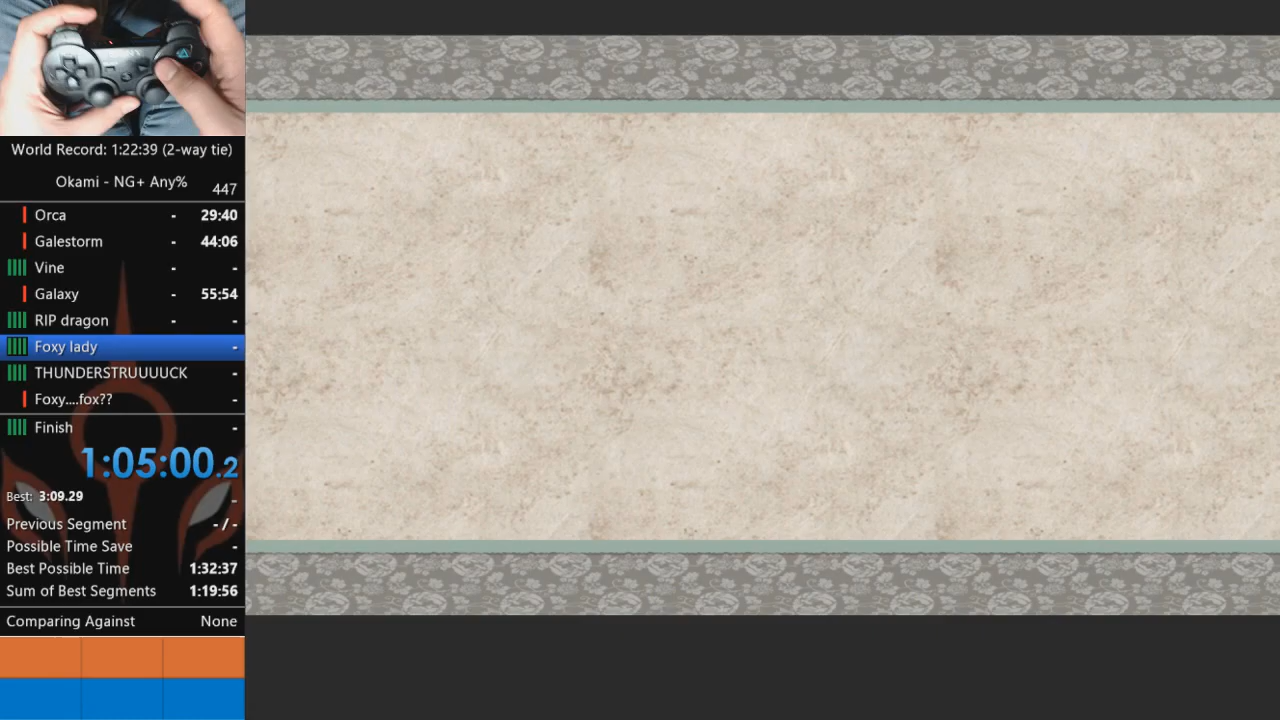 World Record: 1:22:39 (2-way tie)
Okami - NG+ Any% 447
Orca - 29:40
Galestorm - 44:06
Vine - -
Galaxy - 55:54
RIP dragon - -
Foxy lady -
THUNDERSTRUUUUCK -
Foxy....fox?? -
Finish -
1:05:00.2
Best: 3:09.29 -
Previous Segment - / -
Possible Time Save -
Best Possible Time 1:32:37
Sum of Best Segments 1:19:56
Comparing Against None